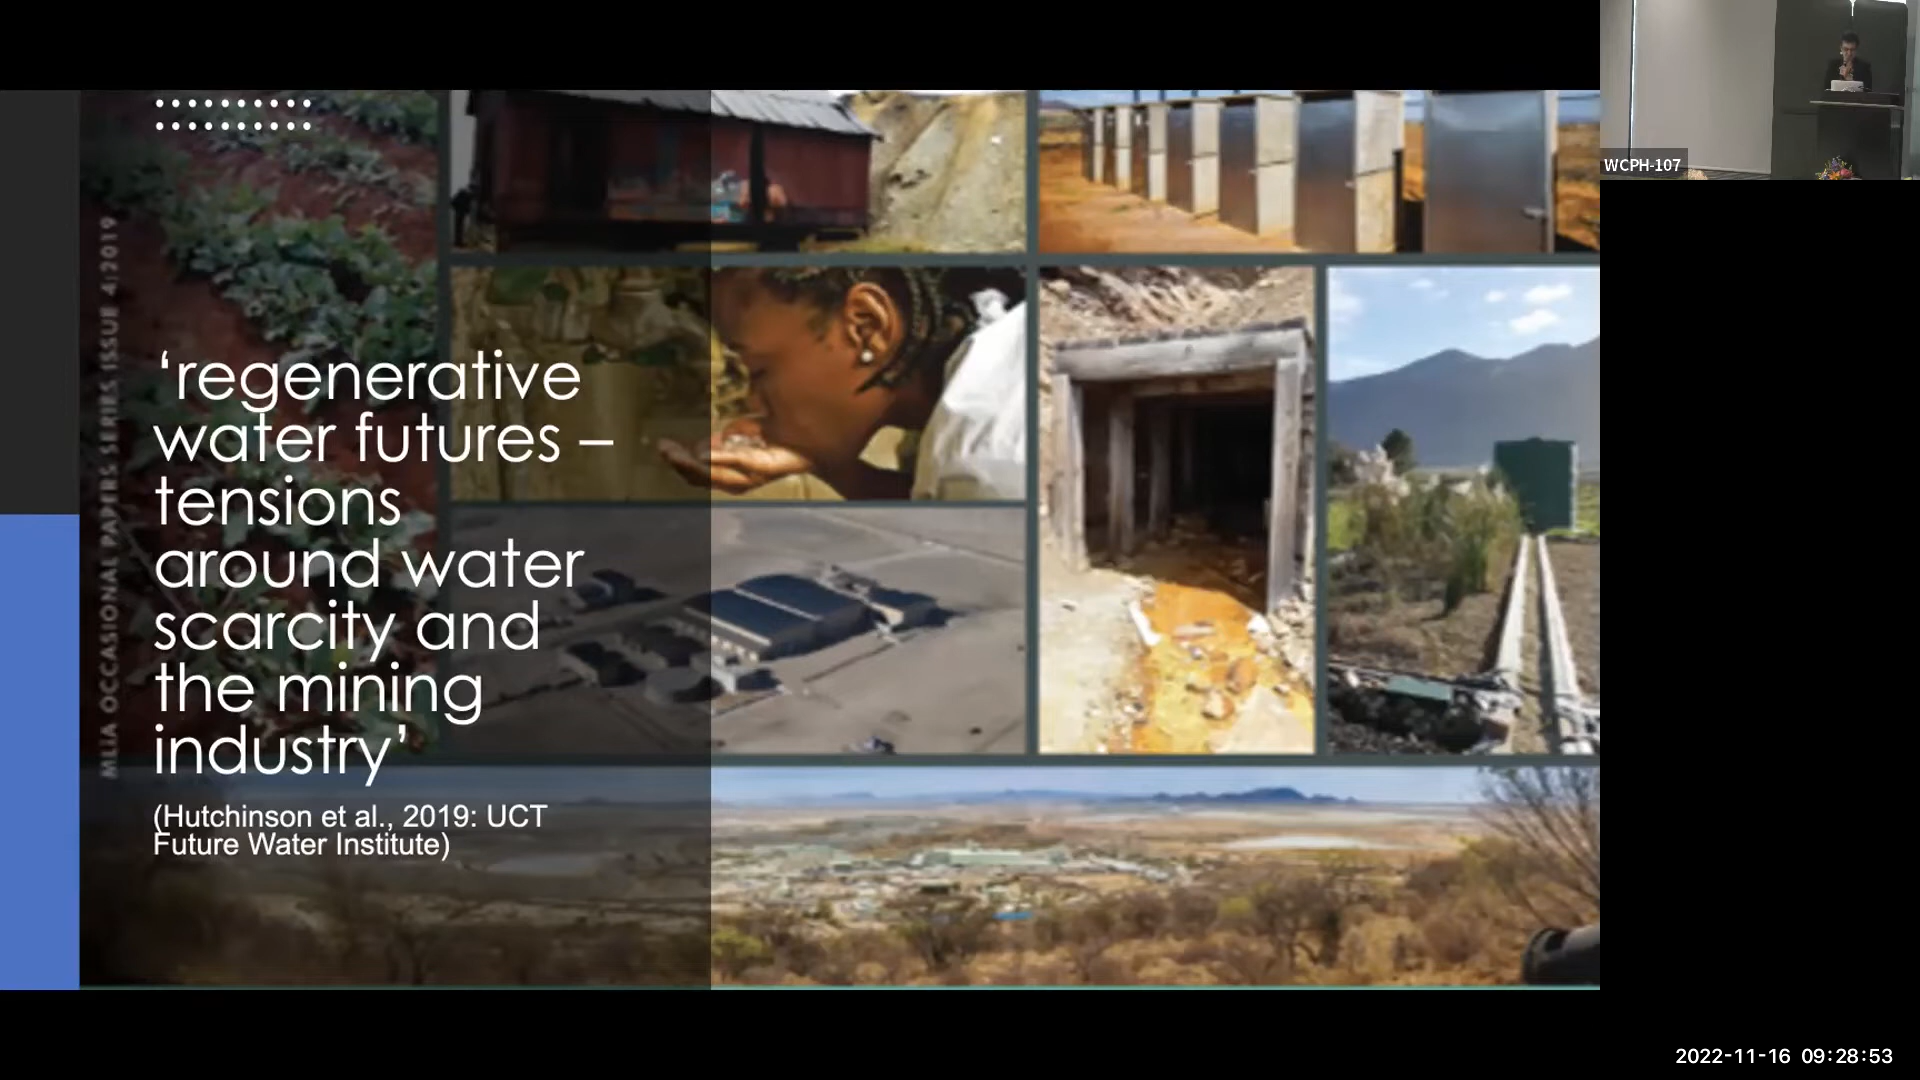 ‘regenerative
water futures –
tensions
around water
scarcity and
the mining
industry’
(Hutchinson et al., 2019: UCT
Future Water Institute)
MLIA OCCASIONAL PAPERS SERIES ISSUE 4:2019
WCPH-107
2022-11-16 09:28:53